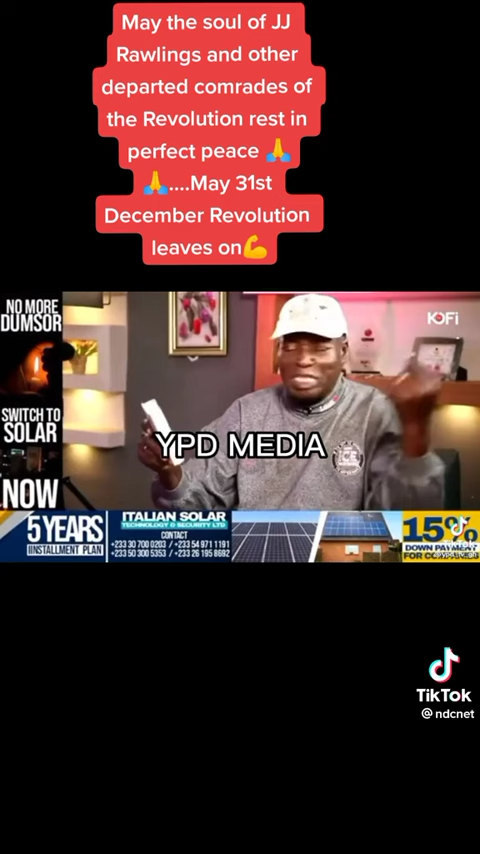 May the soul of JJ
Rawlings and other
departed comrades of
the Revolution rest in
perfect peace 🙏
🙏....May 31st
December Revolution
leaves on💪
NO MORE
DUMSOR
KOFi
SWITCH TO
SOLAR
YPD MEDIA
ICE
NOW
5 YEARS
INSTALLMENT PLAN
ITALIAN SOLAR
TECHNOLOGY & SECURITY LTD
CONTACT
+233 30 700 0203 / +233 54 971 1191
+233 50 300 5353 / +233 26 195 8692
15%
DOWN PAYMENT
TikTok
@ndcnet